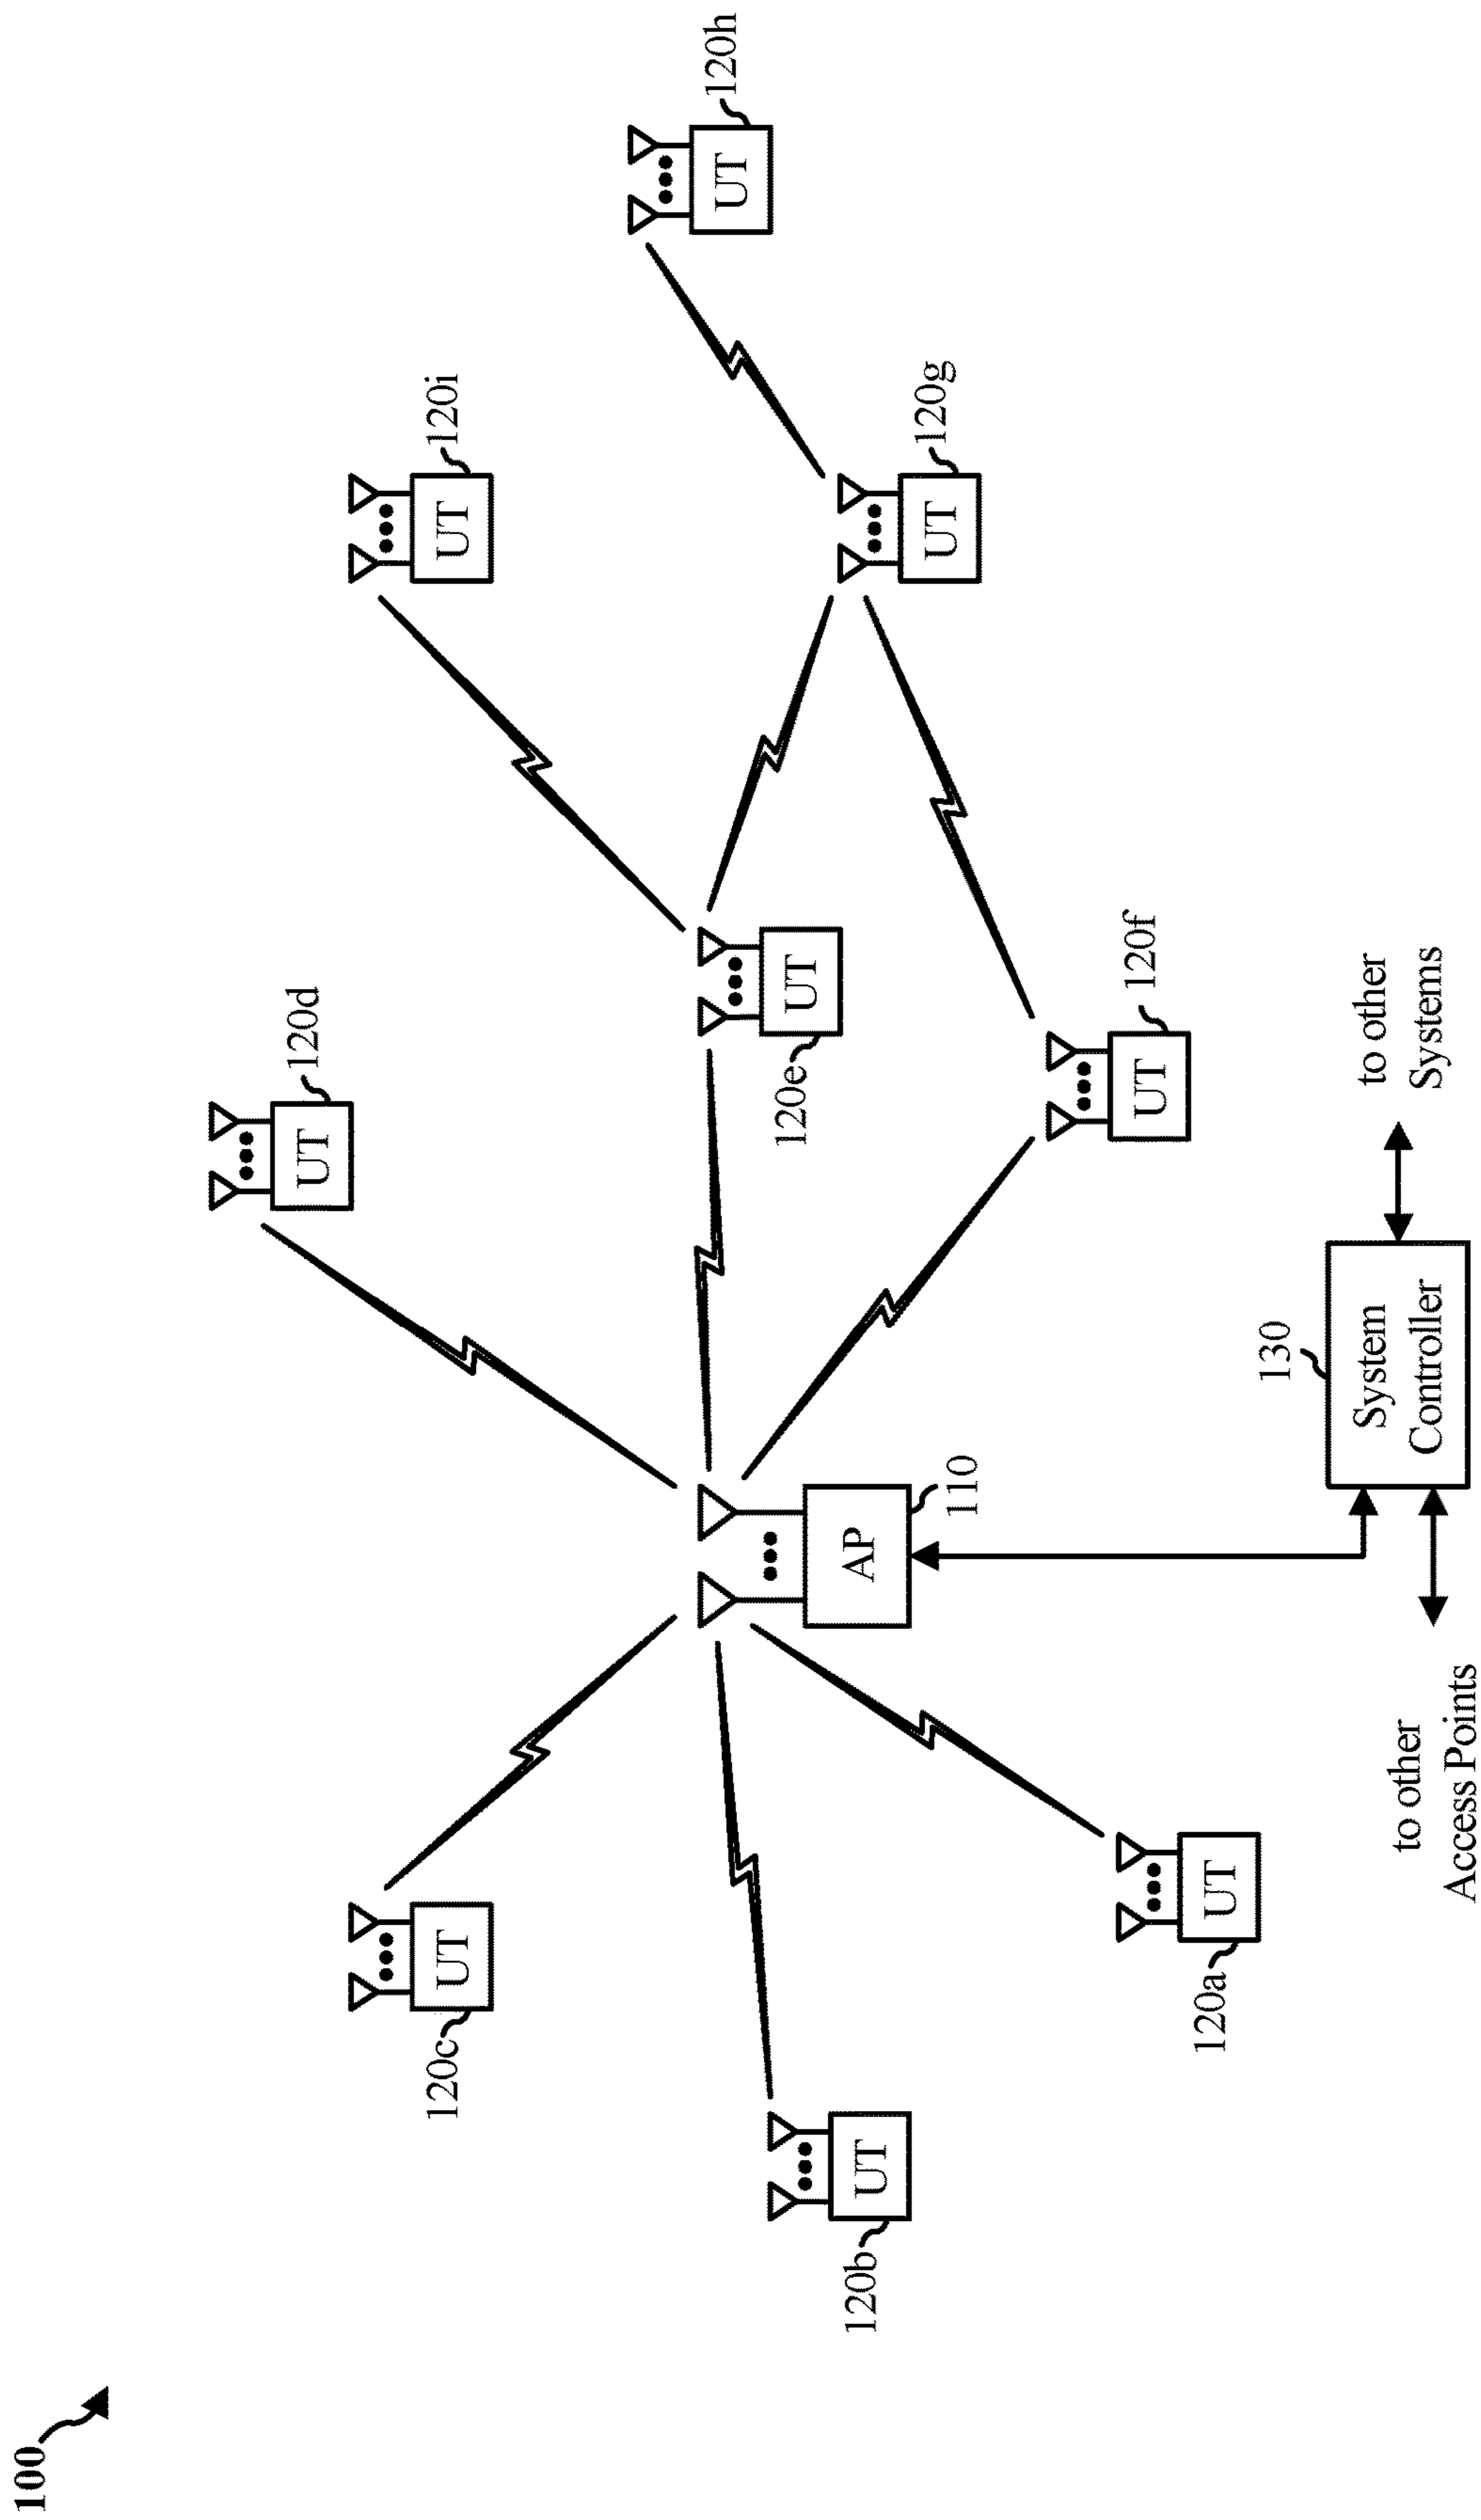 100
UT
120d
UT
120c
UT
120i
UT
120h
AP
110
UT
120e
UT
120b
UT
120g
UT
120f
UT
120a
130
System
Controller
to other
Systems
to other
Access Points